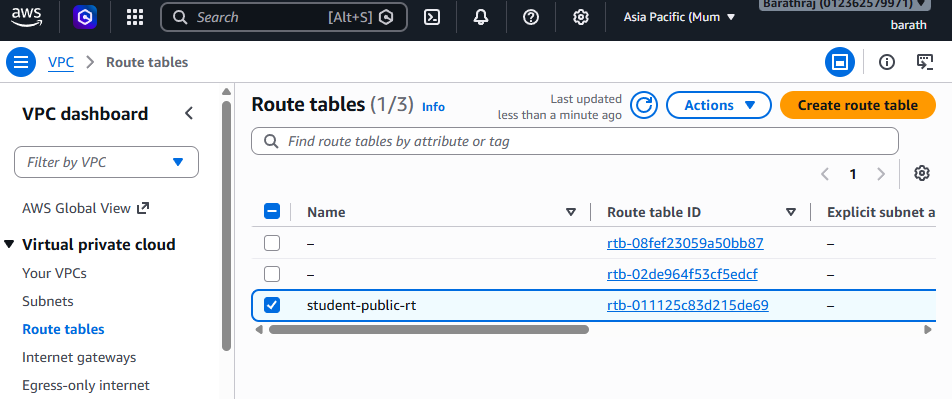 aws
Search
[Alt+S]
Asia Pacific (Mum
Barathraj (012362579971)
barath
VPC
Route tables
VPC dashboard
Filter by VPC
AWS Global View
Virtual private cloud
Your VPCs
Subnets
Route tables
Internet gateways
Egress-only internet
Route tables (1/3) Info
Last updated
less than a minute ago
Actions
Create route table
Find route tables by attribute or tag
1
Name Route table ID Explicit subnet a
– rtb-08fef23059a50bb87 –
– rtb-02de964f53cf5edcf –
student-public-rt rtb-011125c83d215de69 –